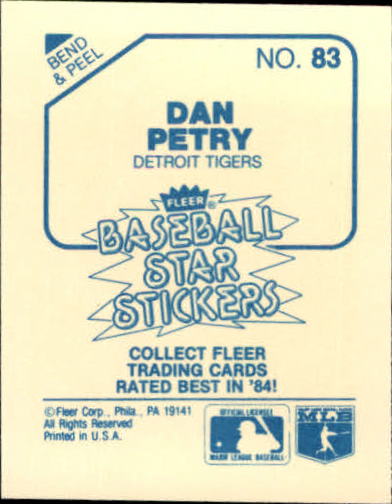 BEND
& PEEL
NO. 83
DAN
PETRY
DETROIT TIGERS
FLEER®
BASEBALL
STAR
STICKERS
COLLECT FLEER
TRADING CARDS
RATED BEST IN '84!
©Fleer Corp., Phila., PA 19141
All Rights Reserved
Printed in U.S.A.
OFFICIAL LICENSEE
MAJOR LEAGUE BASEBALL
MLB